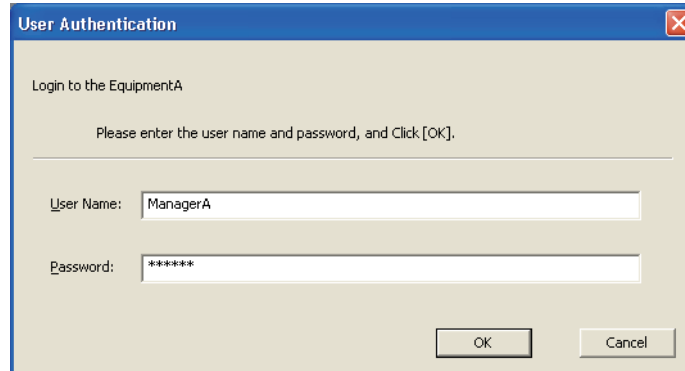 User Authentication
Login to the EquipmentA
Please enter the user name and password, and Click [OK].
User Name: ManagerA
Password: ******
OK Cancel